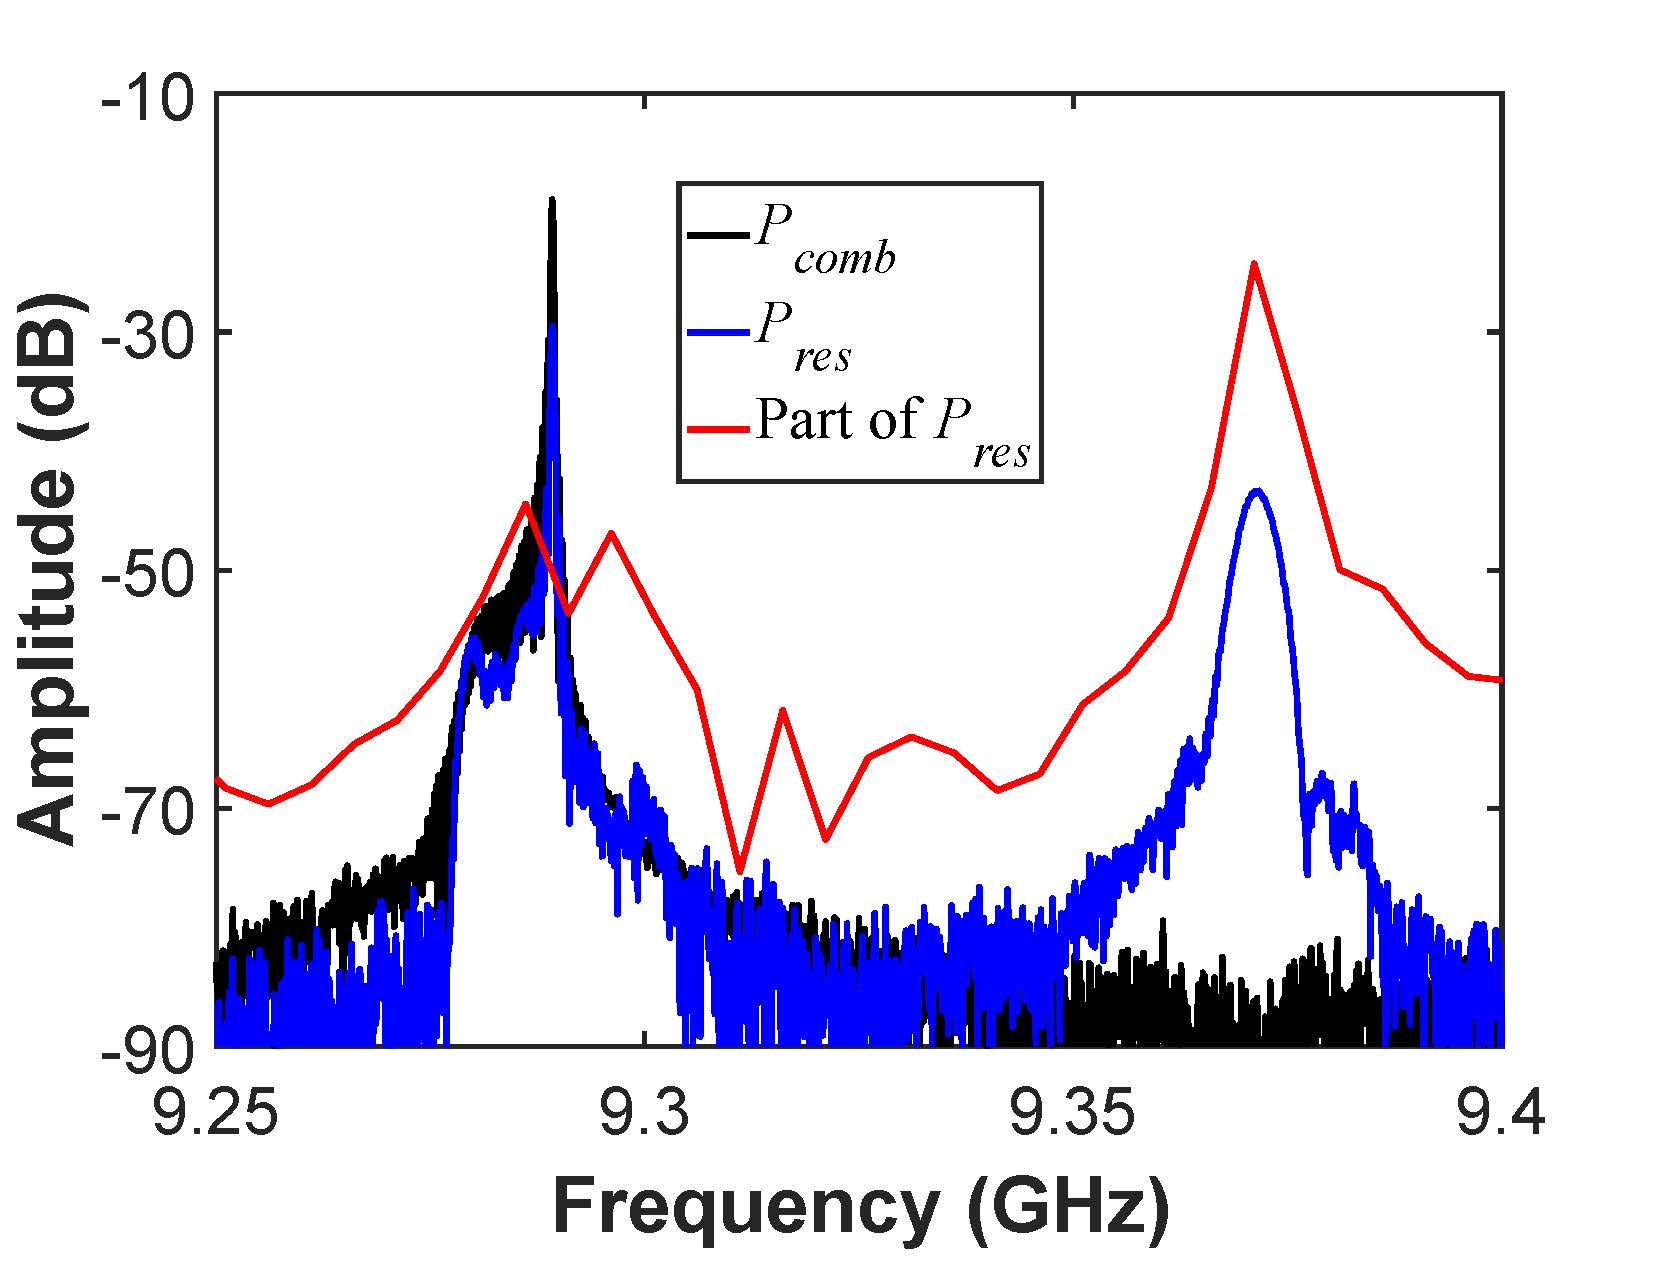 -10
-30
-50
-70
-90
Amplitude (dB)
P comb
P res
Part of P res
9.25 9.3 9.35 9.4
Frequency (GHz)